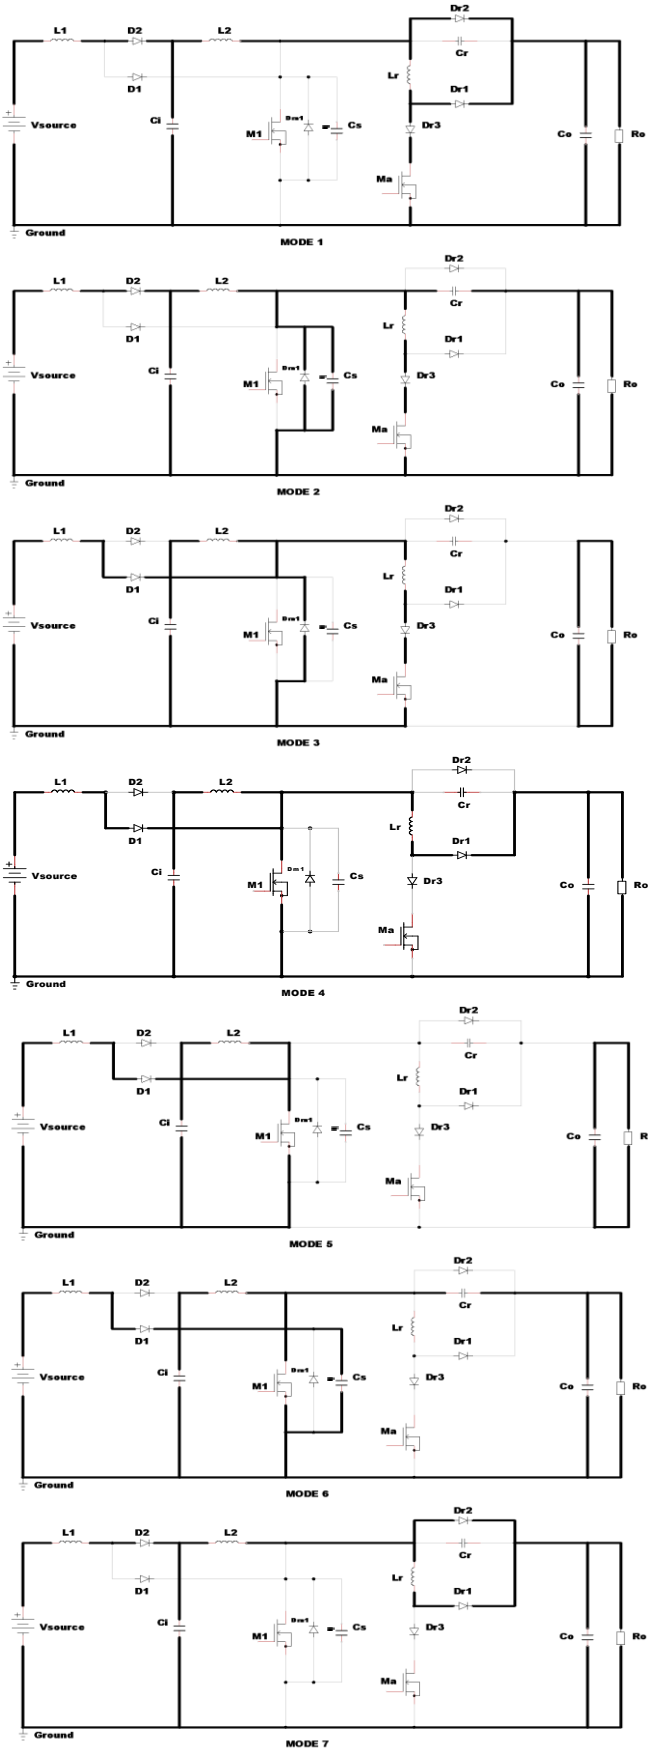 Dr2
L1 D2 L2
Cr
Lr
D1 Dr1
Vsource Ci M1 Dm1 Cs Dr3 Co Ro
Ma
Ground
MODE 1
Dr2
L1 D2 L2
Cr
Lr
D1 Dr1
Vsource Ci M1 Dm1 Cs Dr3 Co Ro
Ma
Ground
MODE 2
Dr2
L1 D2 L2
Cr
Lr
D1 Dr1
Vsource Ci M1 Dm1 Cs Dr3 Co Ro
Ma
Ground
MODE 3
Dr2
L1 D2 L2
Cr
Lr
D1 Dr1
Vsource Ci M1 Dm1 Cs Dr3 Co Ro
Ma
Ground
MODE 4
Dr2
L1 D2 L2
Cr
Lr
D1 Dr1
Vsource Ci M1 Dm1 Cs Dr3 Co R
Ma
Ground
MODE 5
Dr2
L1 D2 L2
Cr
Lr
D1 Dr1
Vsource Ci M1 Dm1 Cs Dr3 Co Ro
Ma
Ground
MODE 6
Dr2
L1 D2 L2
Cr
Lr
D1 Dr1
Vsource Ci M1 Dm1 Cs Dr3 Co Ro
Ma
Ground
MODE 7